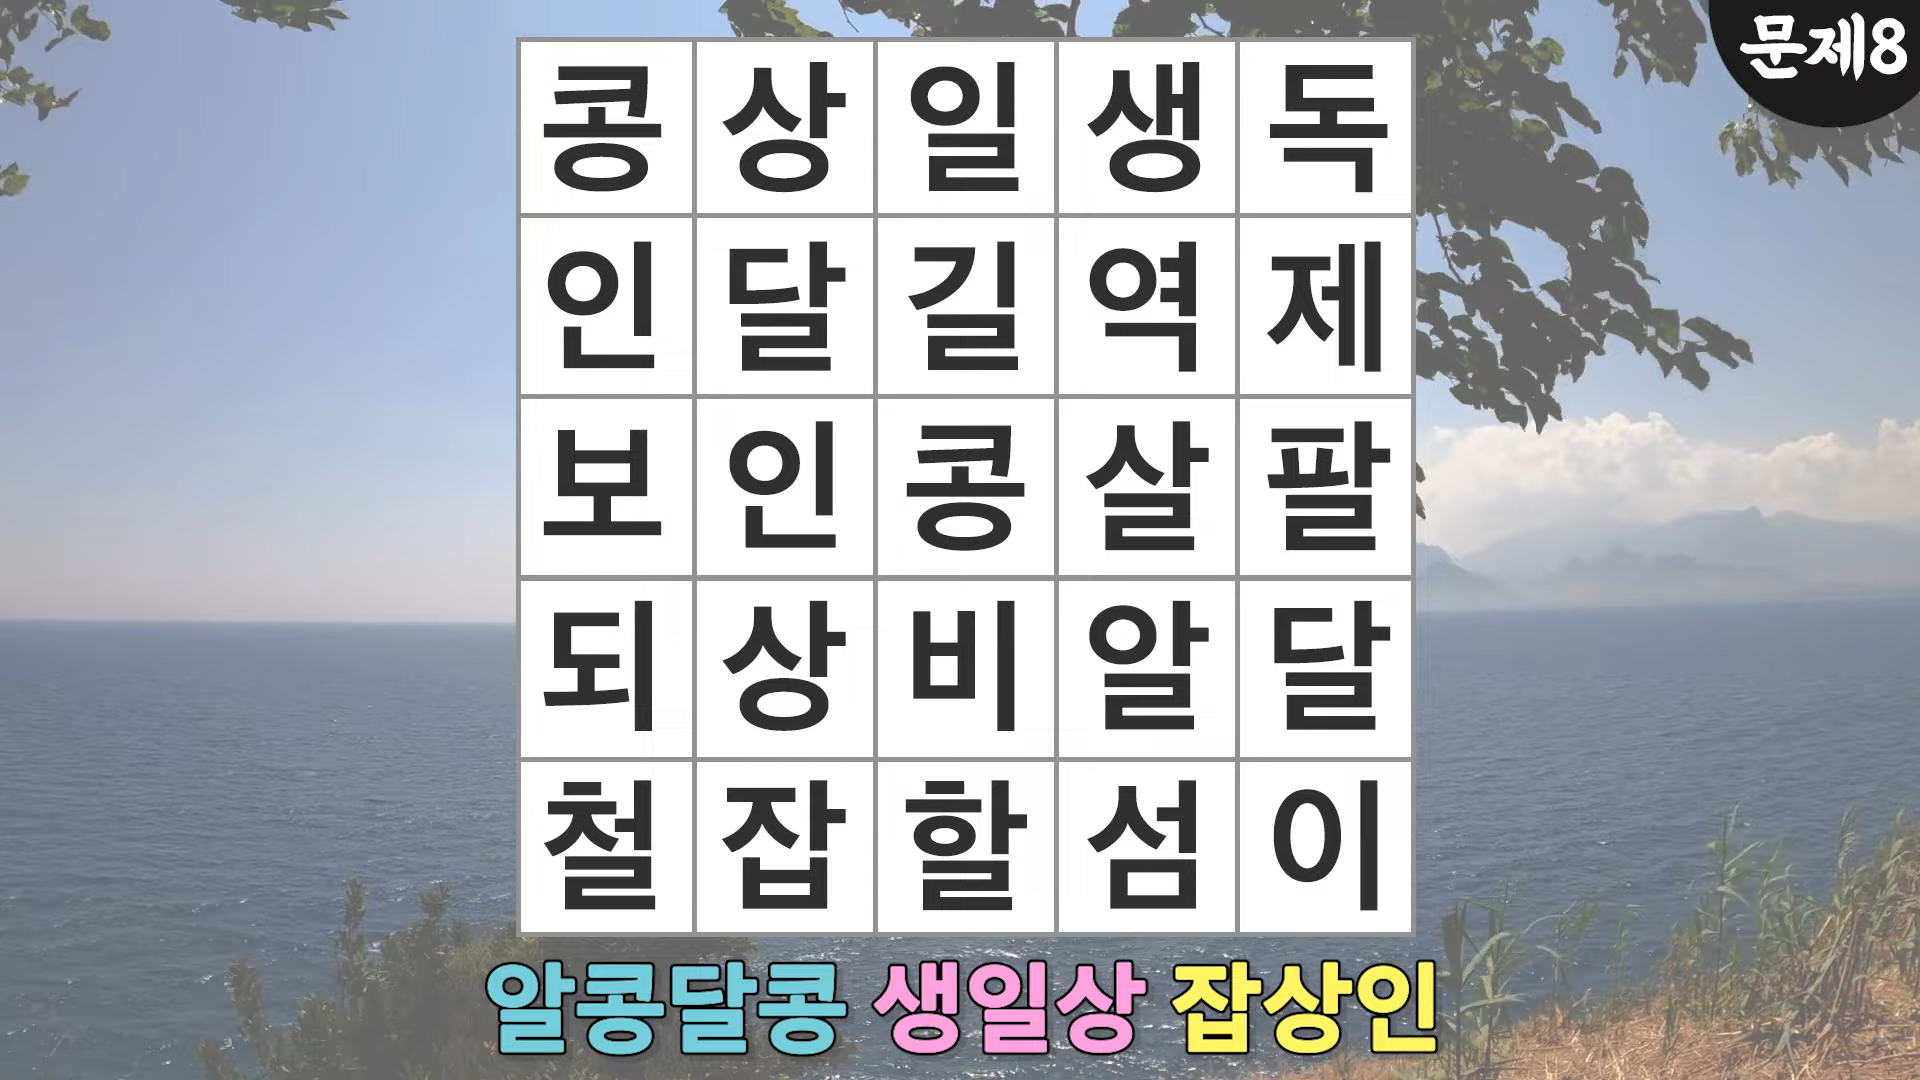 문제8
콩 상 일 생 독
인 달 길 역 제
보 인 콩 살 팔
되 상 비 알 달
철 잡 할 섬 이
알콩달콩 생일상 잡상인